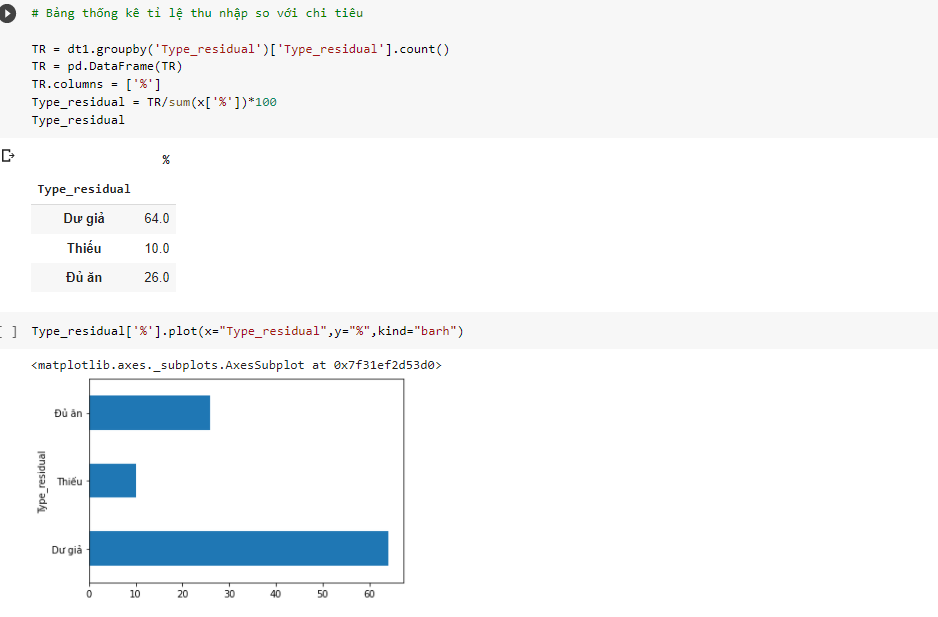 # Bảng thống kê tỉ lệ thu nhập so với chi tiêu
TR = dt1.groupby('Type_residual')['Type_residual'].count()
TR = pd.DataFrame(TR)
TR.columns = ['%']
Type_residual = TR/sum(x['%'])*100
Type_residual
%
Type_residual
Dư giả 64.0
Thiếu 10.0
Đủ ăn 26.0
[ ] Type_residual['%'].plot(x="Type_residual",y="%",kind="barh")
<matplotlib.axes._subplots.AxesSubplot at 0x7f31ef2d53d0>
Đủ ăn
Thiếu
Dư giả
Type_residual
0 10 20 30 40 50 60